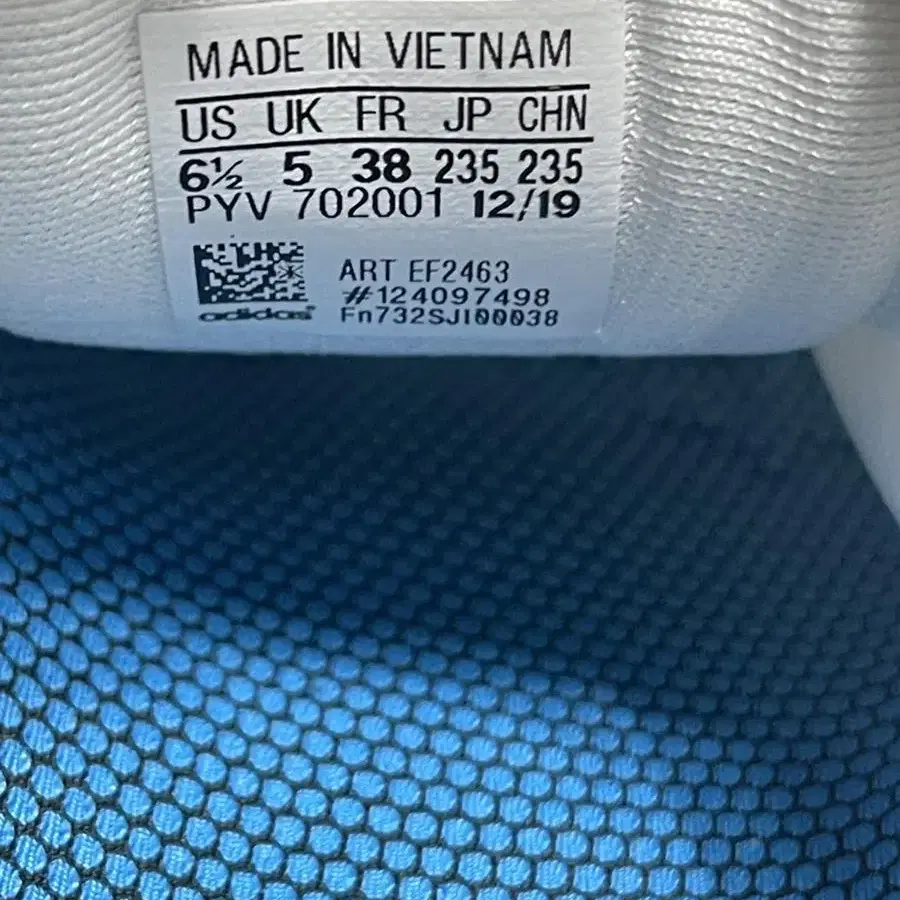 MADE IN VIETNAM
US UK FR JP CHN
6½ 5 38 235 235
PYV 702001 12/19
ART EF2463
#124097498
adidas Fn732SJI00038